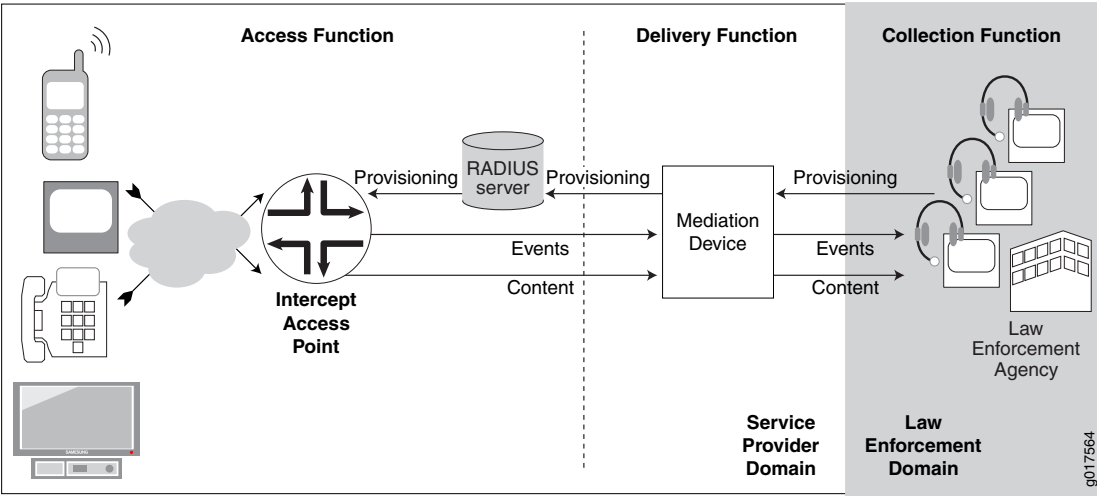 Access Function
Delivery Function
Collection Function
RADIUS
server
Provisioning
Provisioning
Provisioning
Mediation
Device
Events
Events
Content
Content
Intercept
Access
Point
Law
Enforcement
Agency
SAMSUNG
Service
Provider
Domain
Law
Enforcement
Domain
g017564